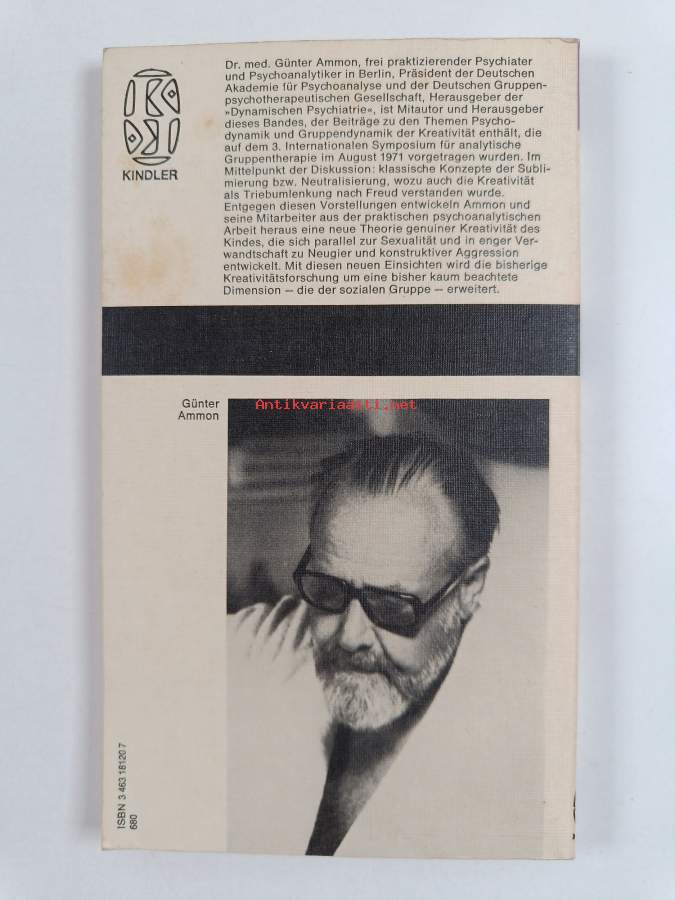 KINDLER
Dr. med. Günter Ammon, frei praktizierender Psychiater
und Psychoanalytiker in Berlin, Präsident der Deutschen
Akademie für Psychoanalyse und der Deutschen Gruppen-
psychotherapeutischen Gesellschaft, Herausgeber der
»Dynamischen Psychiatrie«, ist Mitautor und Herausgeber
dieses Bandes, der Beiträge zu den Themen Psycho-
dynamik und Gruppendynamik der Kreativität enthält, die
auf dem 3. Internationalen Symposium für analytische
Gruppentherapie im August 1971 vorgetragen wurden. Im
Mittelpunkt der Diskussion: klassische Konzepte der Subli-
mierung bzw. Neutralisierung, wozu auch die Kreativität
als Triebumlenkung nach Freud verstanden wurde.
Entgegen diesen Vorstellungen entwickeln Ammon und
seine Mitarbeiter aus der praktischen psychoanalytischen
Arbeit heraus eine neue Theorie genuiner Kreativität des
Kindes, die sich parallel zur Sexualität und in enger Ver-
wandtschaft zu Neugier und konstruktiver Aggression
entwickelt. Mit diesen neuen Einsichten wird die bisherige
Kreativitätsforschung um eine bisher kaum beachtete
Dimension – die der sozialen Gruppe – erweitert.
Günter
Ammon
Antikvariaatti.net
ISBN 3 463 18120 7
680